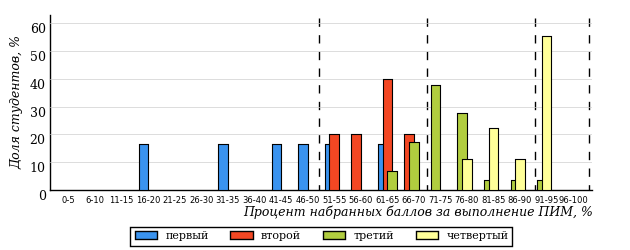 Доля студентов, %
60
50
40
30
20
10
0
0-5 6-10 11-15 16-20 21-25 26-30 31-35 36-40 41-45 46-50 51-55 56-60 61-65 66-70 71-75 76-80 81-85 86-90 91-95 96-100
Процент набранных баллов за выполнение ПИМ, %
первый второй третий четвертый